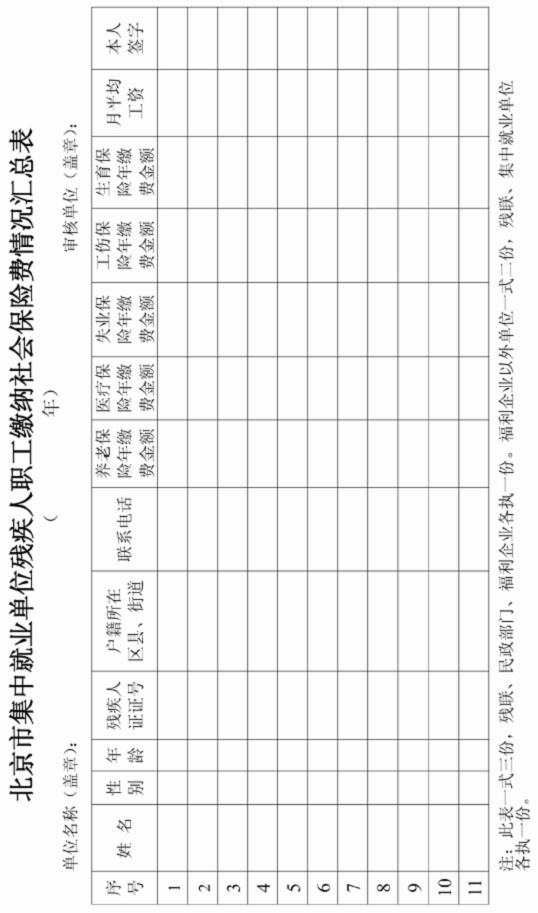 北京市集中就业单位残疾人职工缴纳社会保险费情况汇总表
（          年）
单位名称（盖章）：          审核单位（盖章）：
序号 姓 名 性别 年龄 残疾人证证号 户籍所在区县、街道 联系电话 养老保险年缴费金额 医疗保险年缴费金额 失业保险年缴费金额 工伤保险年缴费金额 生育保险年缴费金额 月平均工资 本人签字
1
2
3
4
5
6
7
8
9
10
11
注：此表一式三份，残联、民政部门、福利企业各执一份。福利企业以外单位一式二份，残联、集中就业单位
各执一份。